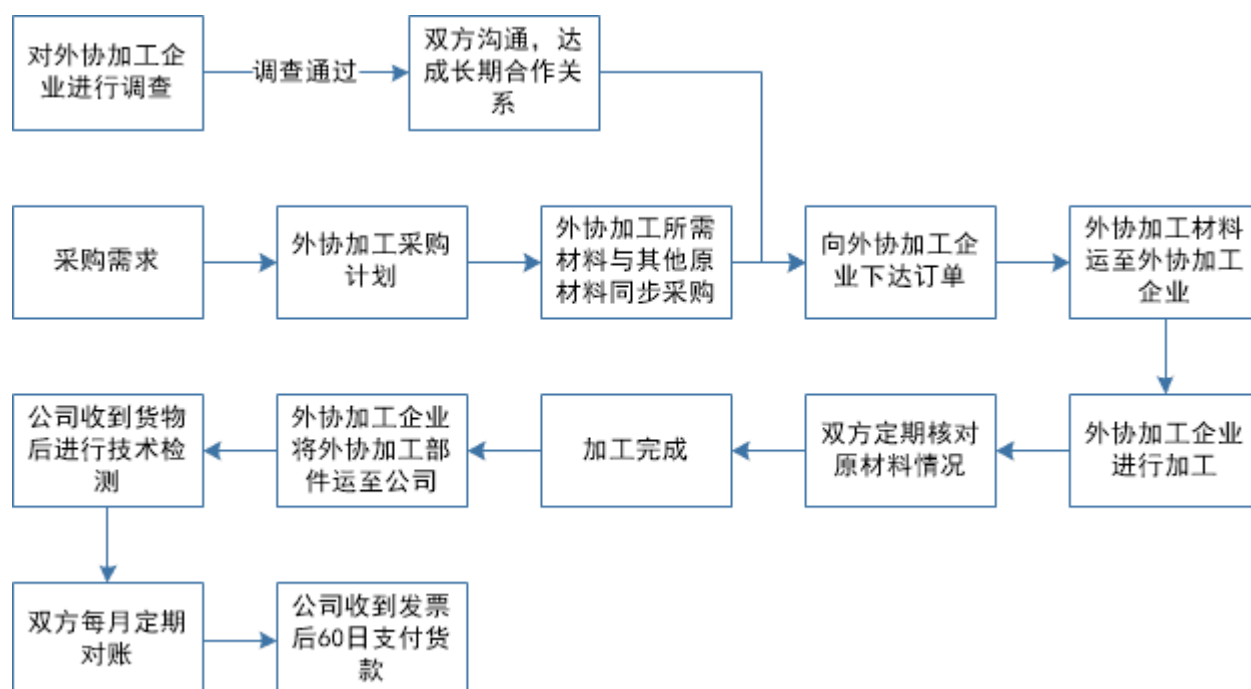 对外协加工企
业进行调查
调查通过
双方沟通，达
成长期合作关
系
采购需求
外协加工采购
计划
外协加工所需
材料与其他原
材料同步采购
向外协加工企
业下达订单
外协加工材料
运至外协加工
企业
公司收到货物
后进行技术检
测
外协加工企业
将外协加工部
件运至公司
加工完成
双方定期核对
原材料情况
外协加工企业
进行加工
双方每月定期
对账
公司收到发票
后60日支付货
款